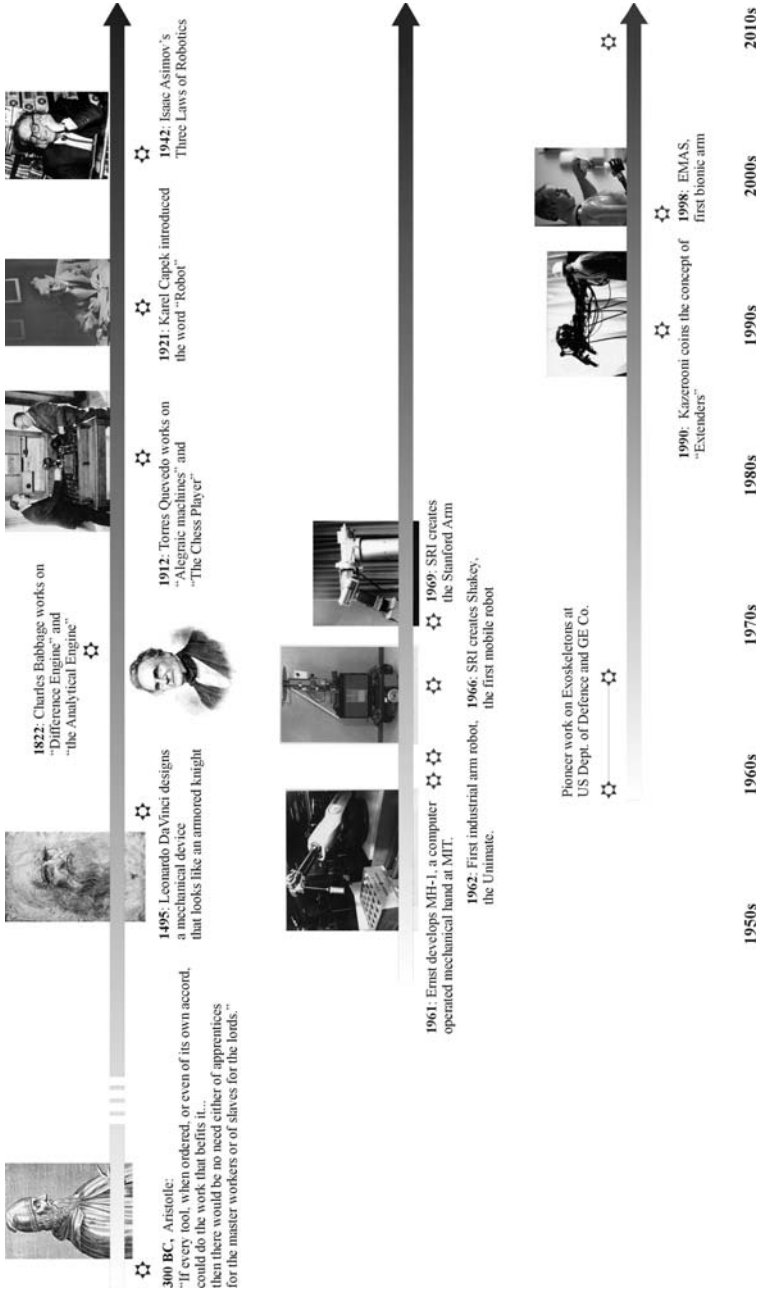 300 BC, Aristotle:
"If every tool, when ordered, or even of its own accord,
could do the work that befits it...
then there would be no need either of apprentices
for the master workers or of slaves for the lords."
1495: Leonardo DaVinci designs
a mechanical device
that looks like an armored knight
1822: Charles Babbage works on
"Difference Engine" and
"the Analytical Engine"
1912: Torres Quevedo works on
"Alegraic machines" and
"The Chess Player"
1921: Karel Capek introduced
the word "Robot"
1942: Isaac Asimov's
Three Laws of Robotics
1961: Ernst develops MH-1, a computer
operated mechanical hand at MIT.
1962: First industrial arm robot,
the Unimate.
1966: SRI creates Shakey,
the first mobile robot
1969: SRI creates
the Stanford Arm
Pioneer work on Exoskeletons at
US Dept. of Defence and GE Co.
1990: Kazerooni coins the concept of
"Extenders"
1998: EMAS,
first bionic arm
1950s 1960s 1970s 1980s 1990s 2000s 2010s